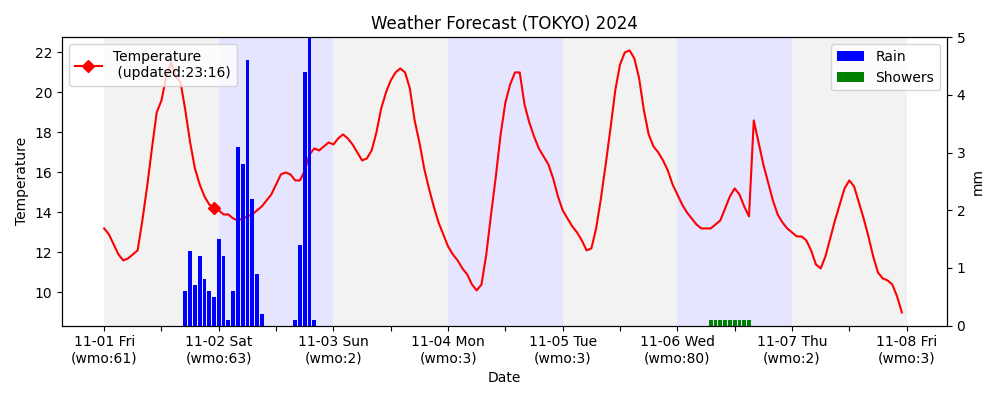 Weather Forecast (TOKYO) 2024
Temperature
(updated:23:16)
Rain
Showers
Temperature
22
20
18
16
14
12
10
5
4
3
2
1
0
mm
11-01 Fri
(wmo:61)
11-02 Sat
(wmo:63)
11-03 Sun
(wmo:2)
11-04 Mon
(wmo:3)
11-05 Tue
(wmo:3)
11-06 Wed
(wmo:80)
11-07 Thu
(wmo:2)
11-08 Fri
(wmo:3)
Date